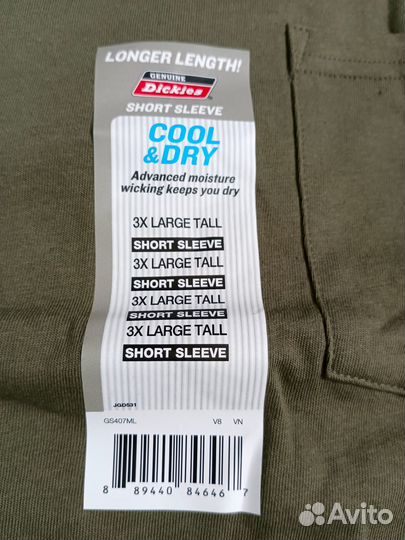 LONGER LENGTH!
GENUINE
Dickies
SHORT SLEEVE
COOL
& DRY
Advanced moisture
wicking keeps you dry
3X LARGE TALL
SHORT SLEEVE
3X LARGE TALL
SHORT SLEEVE
3X LARGE TALL
SHORT SLEEVE
3X LARGE TALL
SHORT SLEEVE
JGD531
GS407ML V8 VN
8 89440 84646 7
Avito